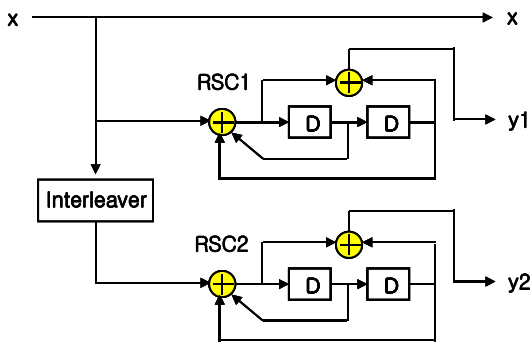 x x
RSC1
D D
y1
Interleaver
RSC2
D D
y2